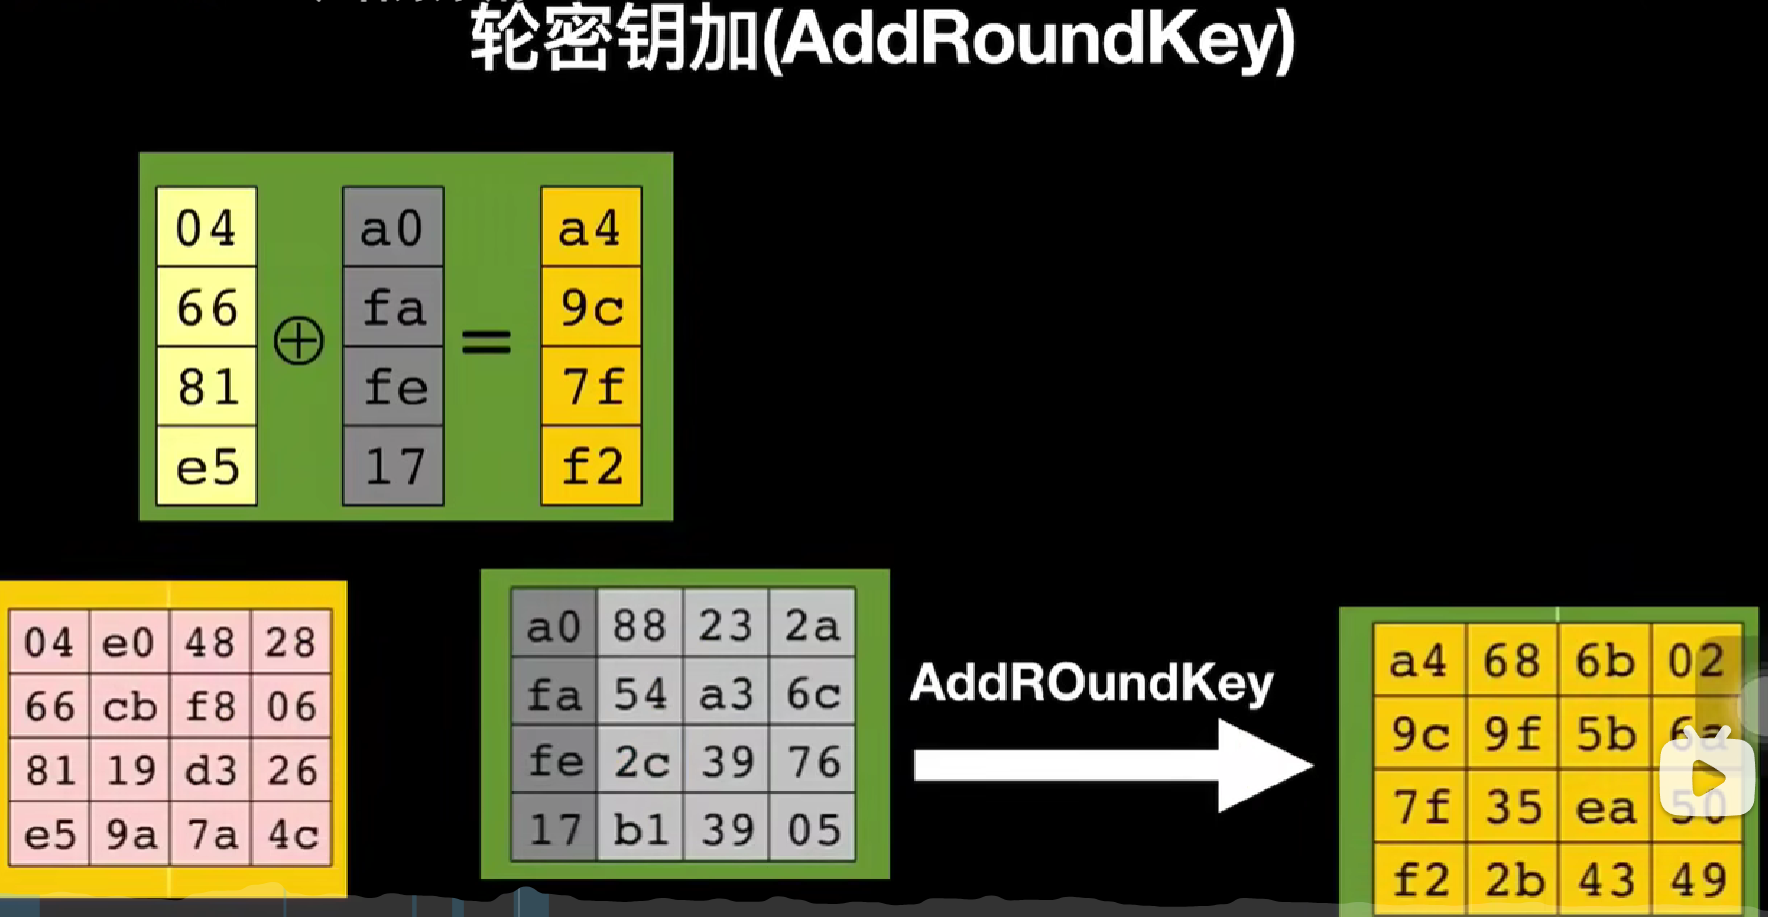 轮密钥加(AddRoundKey)
04 a0 a4
66 fa 9c
⊕ =
81 fe 7f
e5 17 f2
04 e0 48 28
66 cb f8 06
81 19 d3 26
e5 9a 7a 4c
a0 88 23 2a
fa 54 a3 6c
fe 2c 39 76
17 b1 39 05
AddROundKey
a4 68 6b 02
9c 9f 5b 6a
7f 35 ea 50
f2 2b 43 49